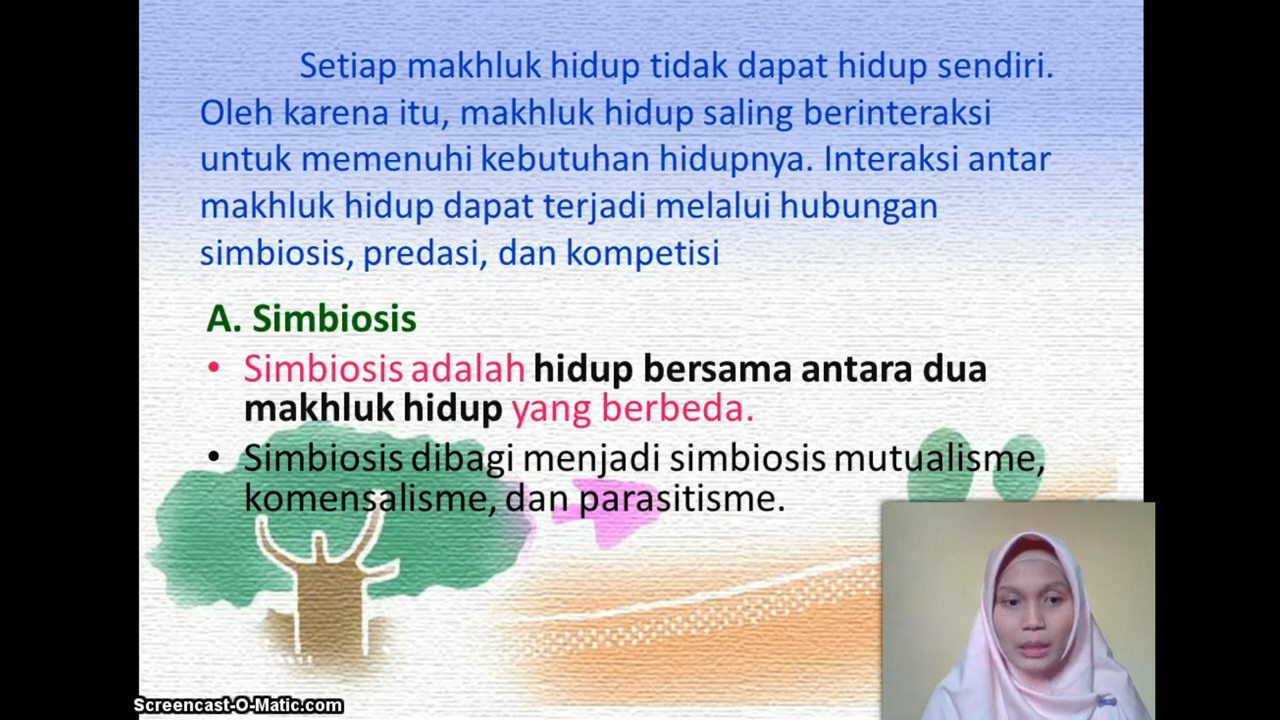 Setiap makhluk hidup tidak dapat hidup sendiri.
Oleh karena itu, makhluk hidup saling berinteraksi
untuk memenuhi kebutuhan hidupnya. Interaksi antar
makhluk hidup dapat terjadi melalui hubungan
simbiosis, predasi, dan kompetisi
A. Simbiosis
• Simbiosis adalah hidup bersama antara dua
makhluk hidup yang berbeda.
• Simbiosis dibagi menjadi simbiosis mutualisme,
komensalisme, dan parasitisme.
Screencast-O-Matic.com